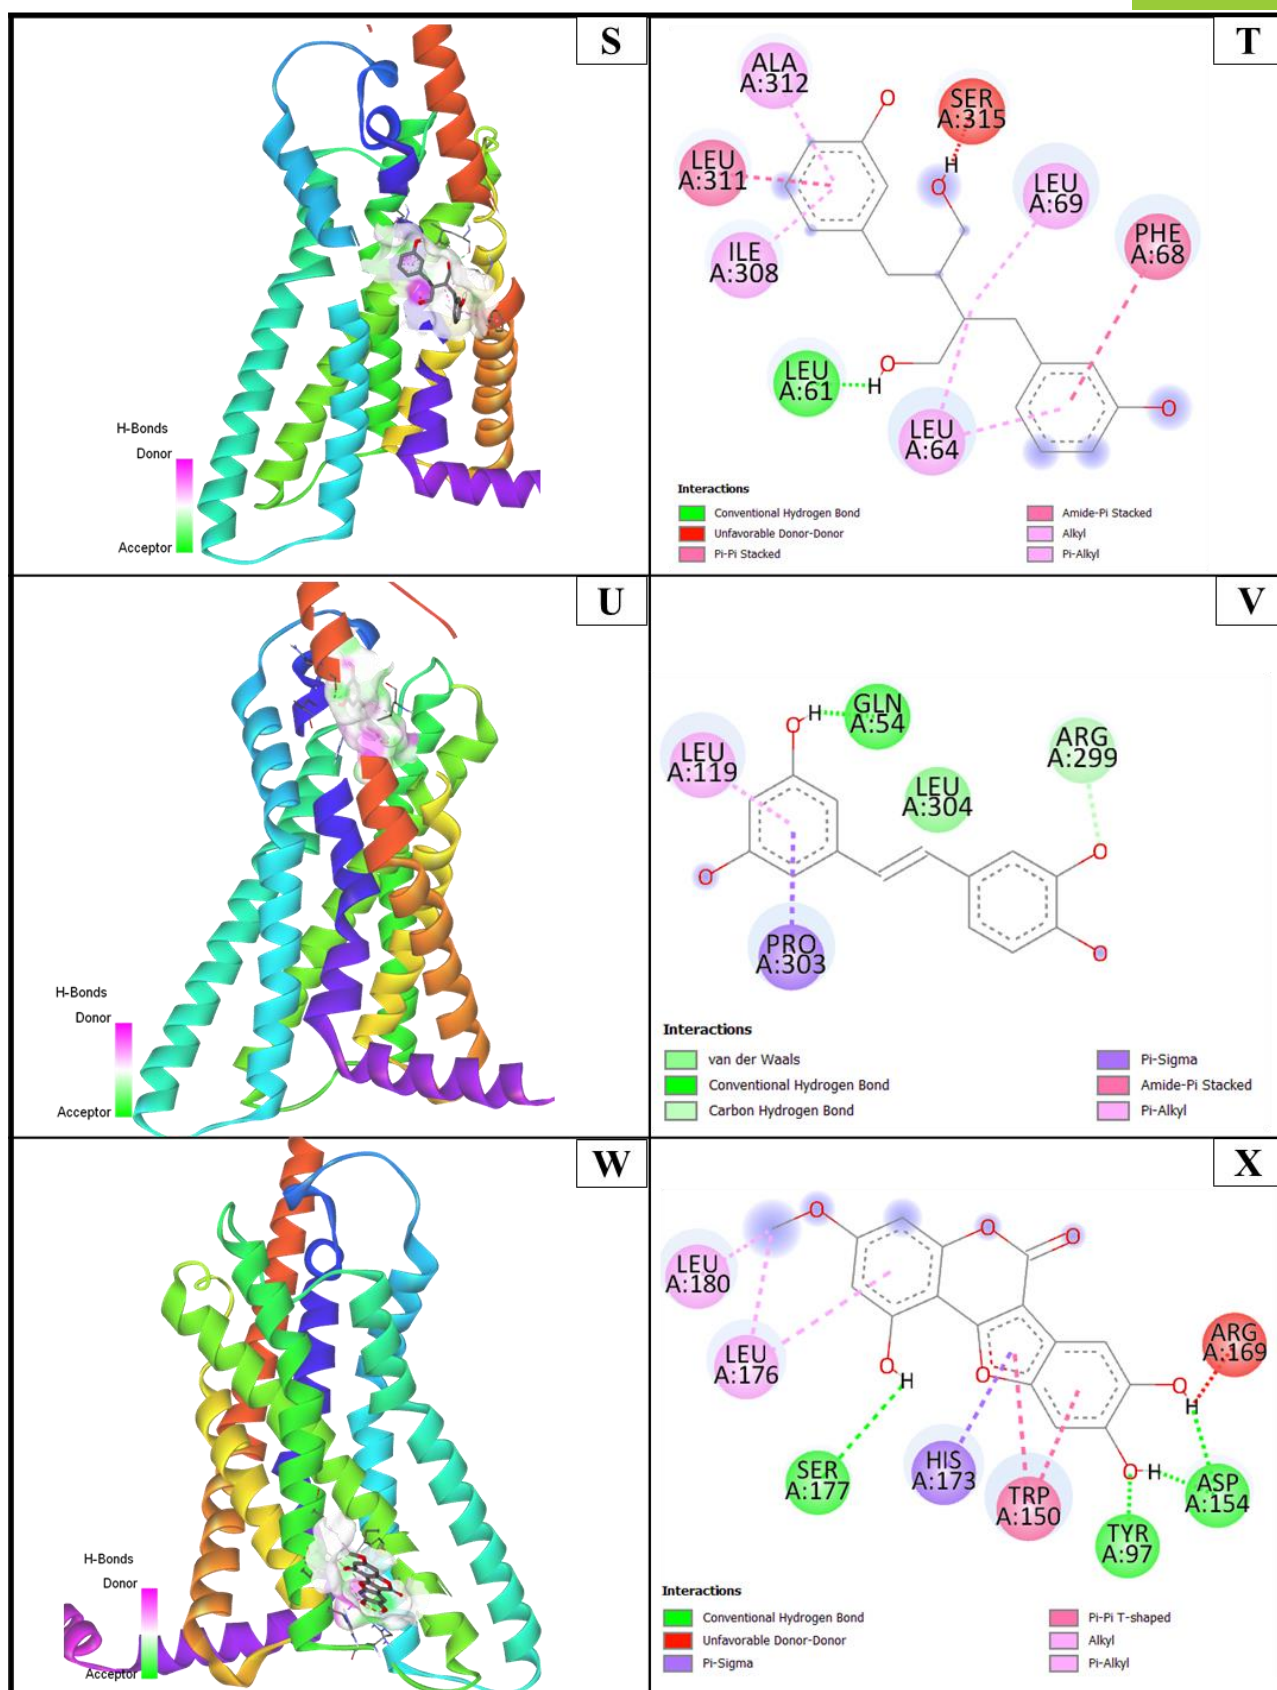 S
H-Bonds
Donor
Acceptor
T
ALA
A:312
SER
A:315
LEU
A:311
LEU
A:69
ILE
A:308
PHE
A:68
LEU
A:61
LEU
A:64
O
H
O
O
H
O
Interactions
Conventional Hydrogen Bond
Unfavorable Donor-Donor
Pi-Pi Stacked
Amide-Pi Stacked
Alkyl
Pi-Alkyl
U
H-Bonds
Donor
Acceptor
V
GLN
A:54
LEU
A:119
ARG
A:299
LEU
A:304
PRO
A:303
O H
O
O
O
Interactions
van der Waals
Conventional Hydrogen Bond
Carbon Hydrogen Bond
Pi-Sigma
Amide-Pi Stacked
Pi-Alkyl
W
H-Bonds
Donor
Acceptor
X
LEU
A:180
LEU
A:176
ARG
A:169
SER
A:177
HIS
A:173
TRP
A:150
ASP
A:154
TYR
A:97
O
O
O
O
H
O
O
H
O H
Interactions
Conventional Hydrogen Bond
Unfavorable Donor-Donor
Pi-Sigma
Pi-Pi T-shaped
Alkyl
Pi-Alkyl